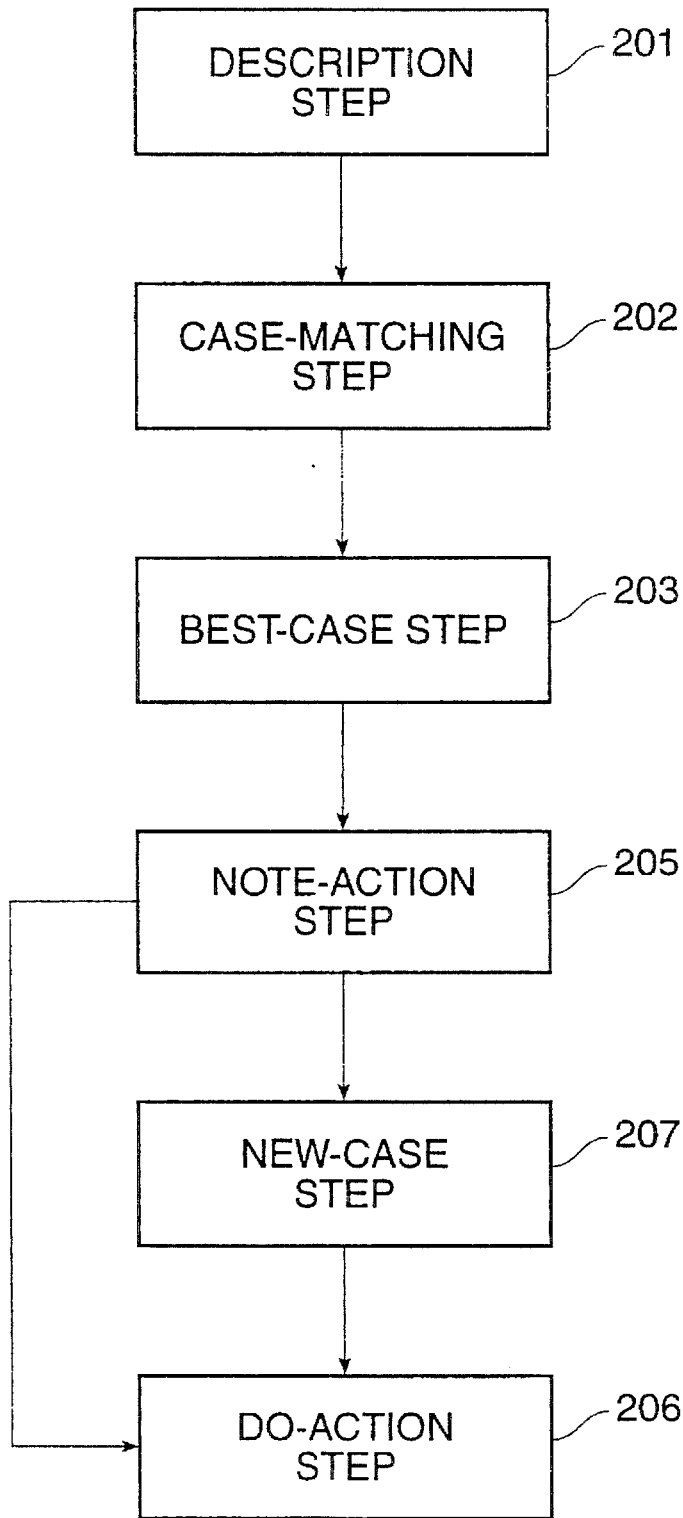 DESCRIPTION
STEP
201
CASE-MATCHING
STEP
202
BEST-CASE STEP
203
NOTE-ACTION
STEP
205
NEW-CASE
STEP
207
DO-ACTION
STEP
206